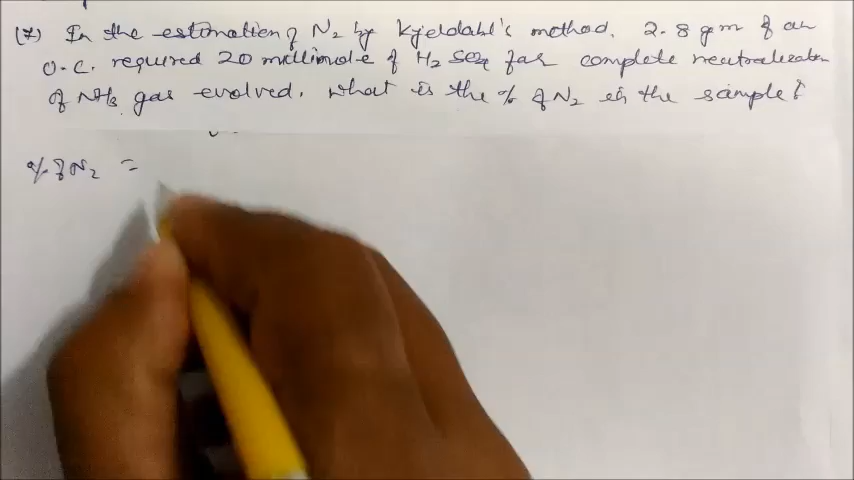 (7) In the estimation of N2 by Kjeldahl's method, 2.8 gm of an
O.C. required 20 millimole of H2SO4 for complete neutralization
of NH3 gas evolved. What is the % of N2 in the sample?
% of N2 =